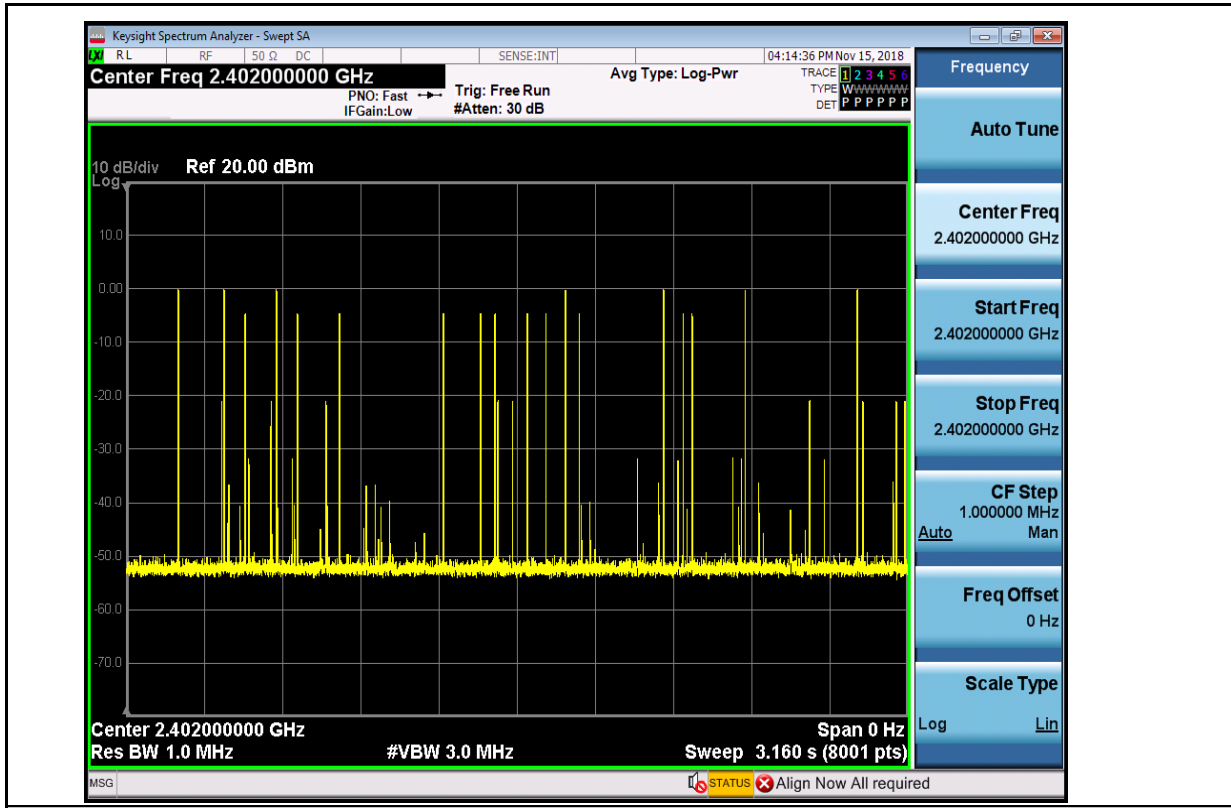 Keysight Spectrum Analyzer - Swept SA
LXI RL RF 50 Ω DC SENSE:INT 04:14:36 PM Nov 15, 2018
Center Freq 2.402000000 GHz
PNO: Fast
IFGain:Low
Trig: Free Run
#Atten: 30 dB
Avg Type: Log-Pwr
TRACE 1 2 3 4 5 6
TYPE WWWWWW
DET P P P P P P
10 dB/div Ref 20.00 dBm
Log
10.0
0.00
-10.0
-20.0
-30.0
-40.0
-50.0
-60.0
-70.0
Center 2.402000000 GHz Span 0 Hz
Res BW 1.0 MHz #VBW 3.0 MHz Sweep 3.160 s (8001 pts)
MSG STATUS Align Now All required
Frequency
Auto Tune
Center Freq
2.402000000 GHz
Start Freq
2.402000000 GHz
Stop Freq
2.402000000 GHz
CF Step
1.000000 MHz
Auto Man
Freq Offset
0 Hz
Scale Type
Log Lin